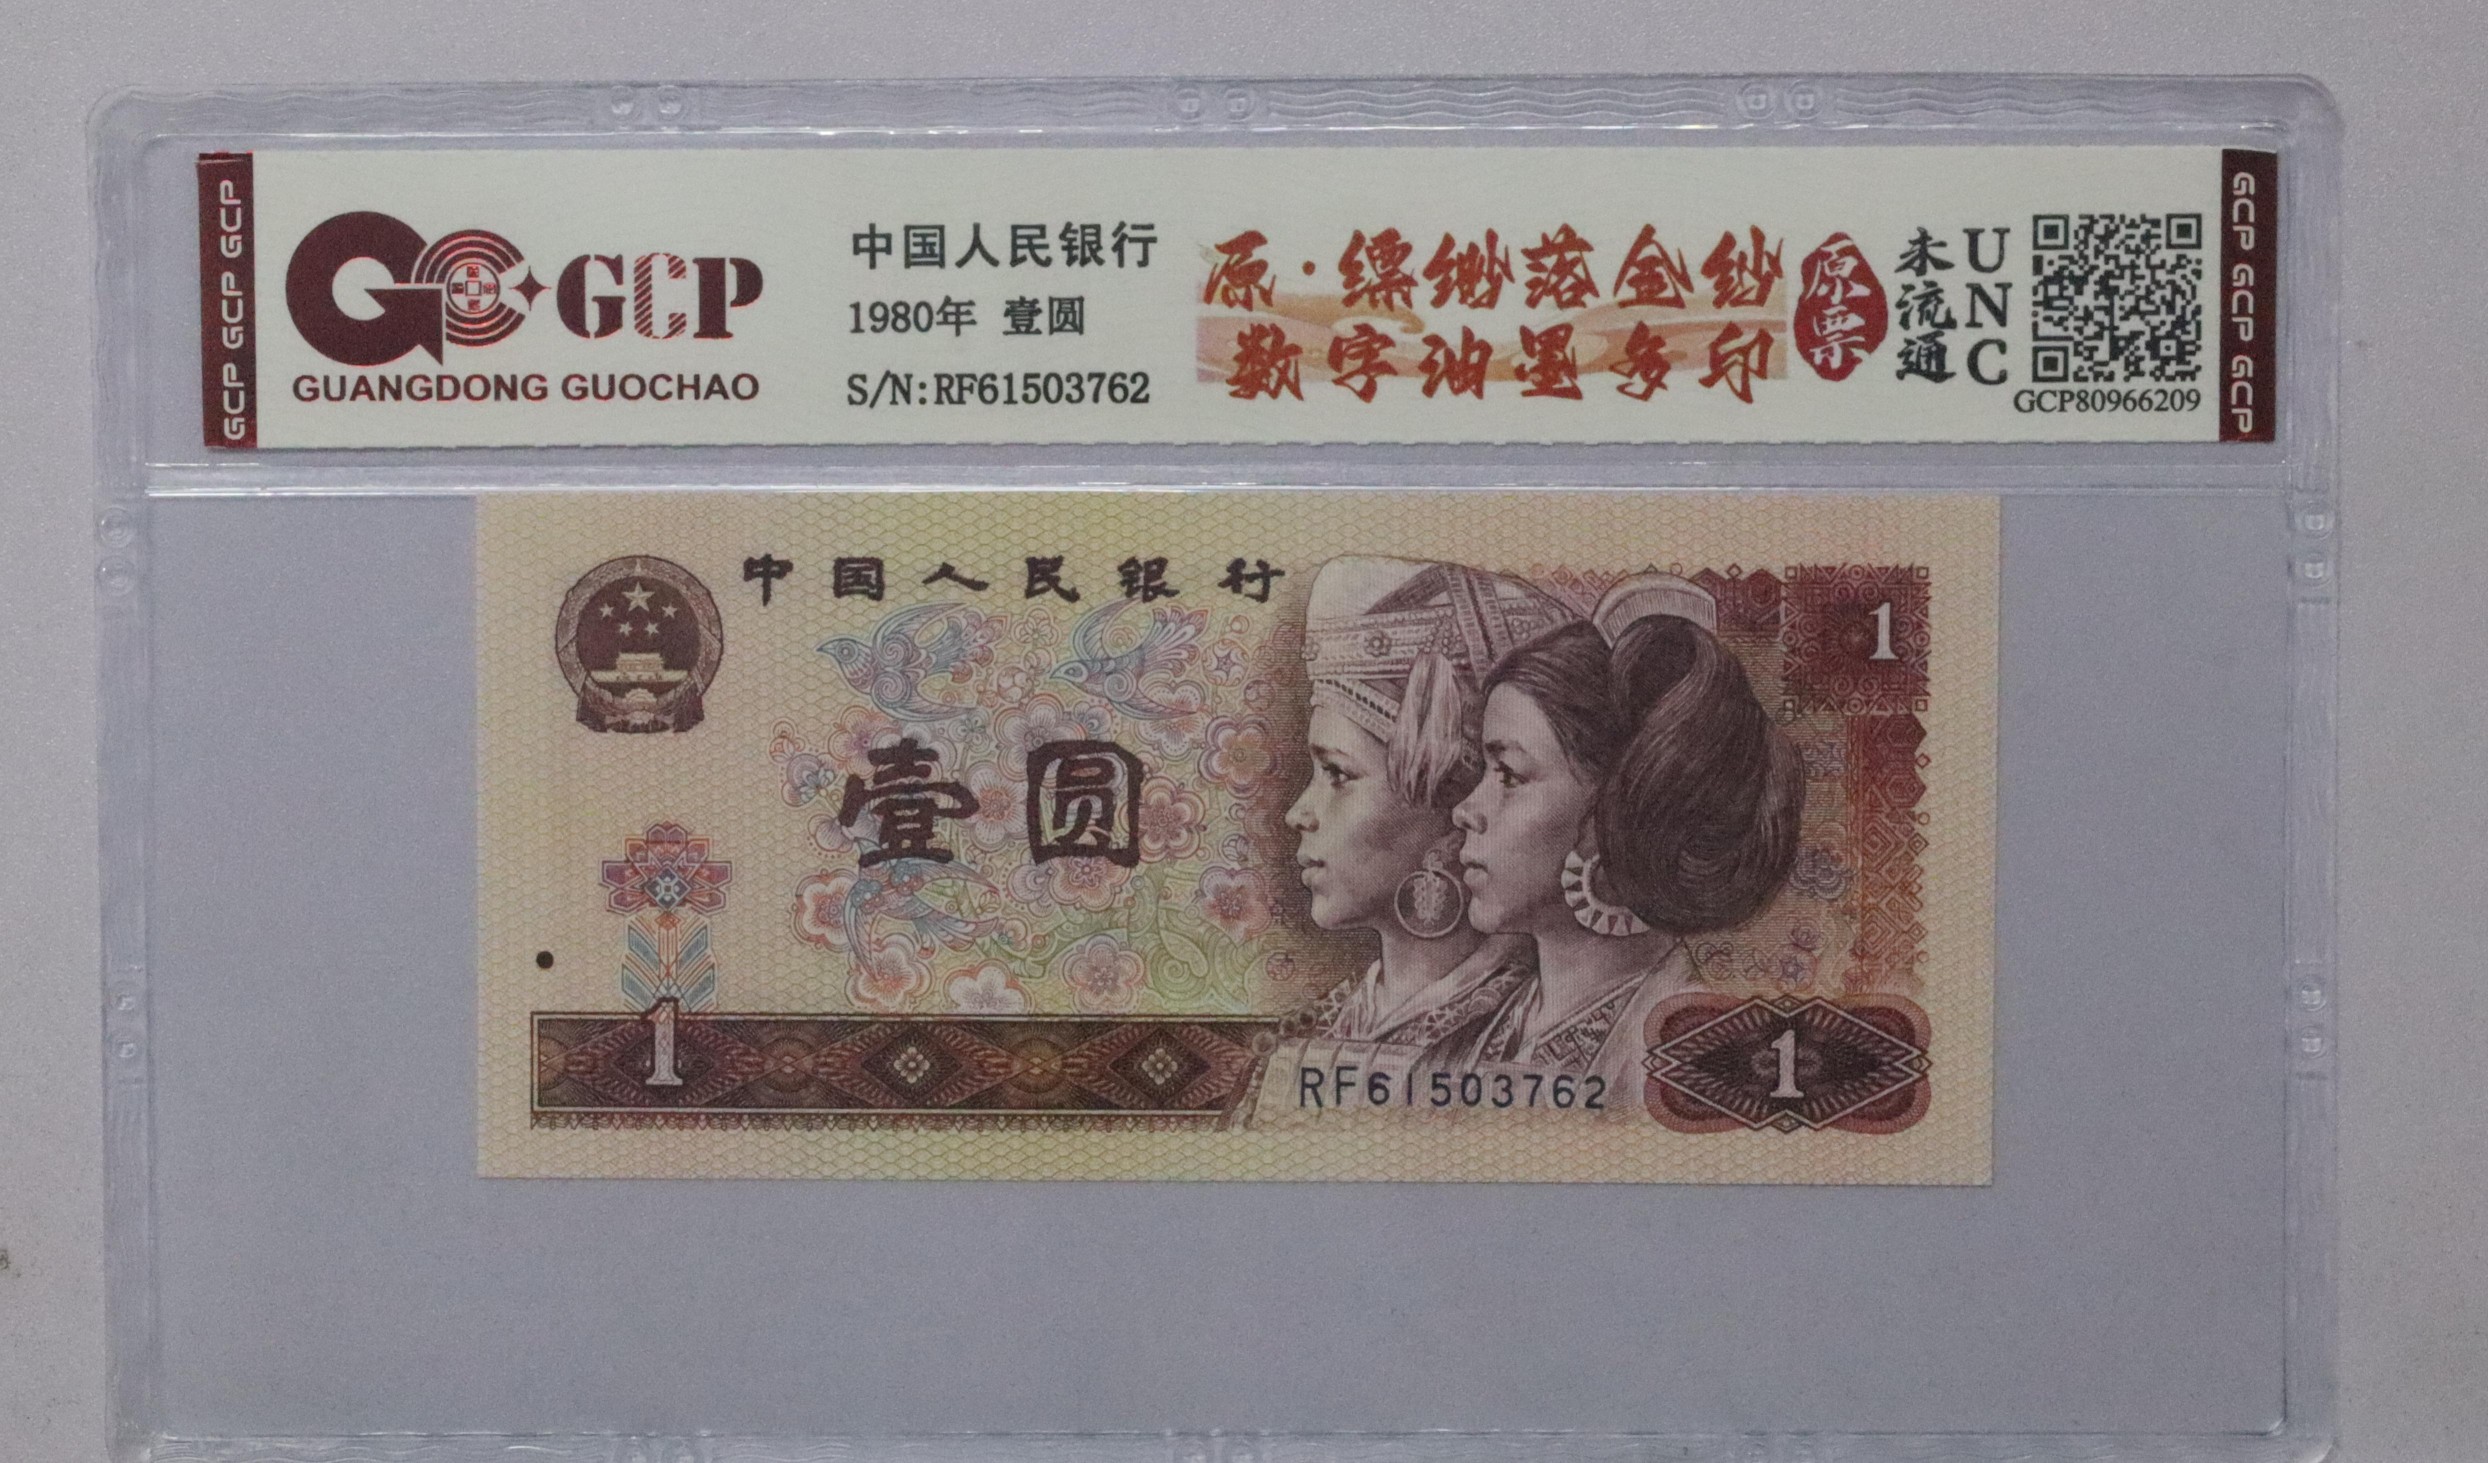 GCP GCP GCP
GCP
GUANGDONG GUOCHAO
中国人民银行
1980年 壹圆
S/N:RF61503762
原·缥缈落金纱
数字油墨多印
原票
未流通
UNC
GCP80966209
GCP GCP GCP
中国人民银行
1
壹圆
1
RF61503762
1